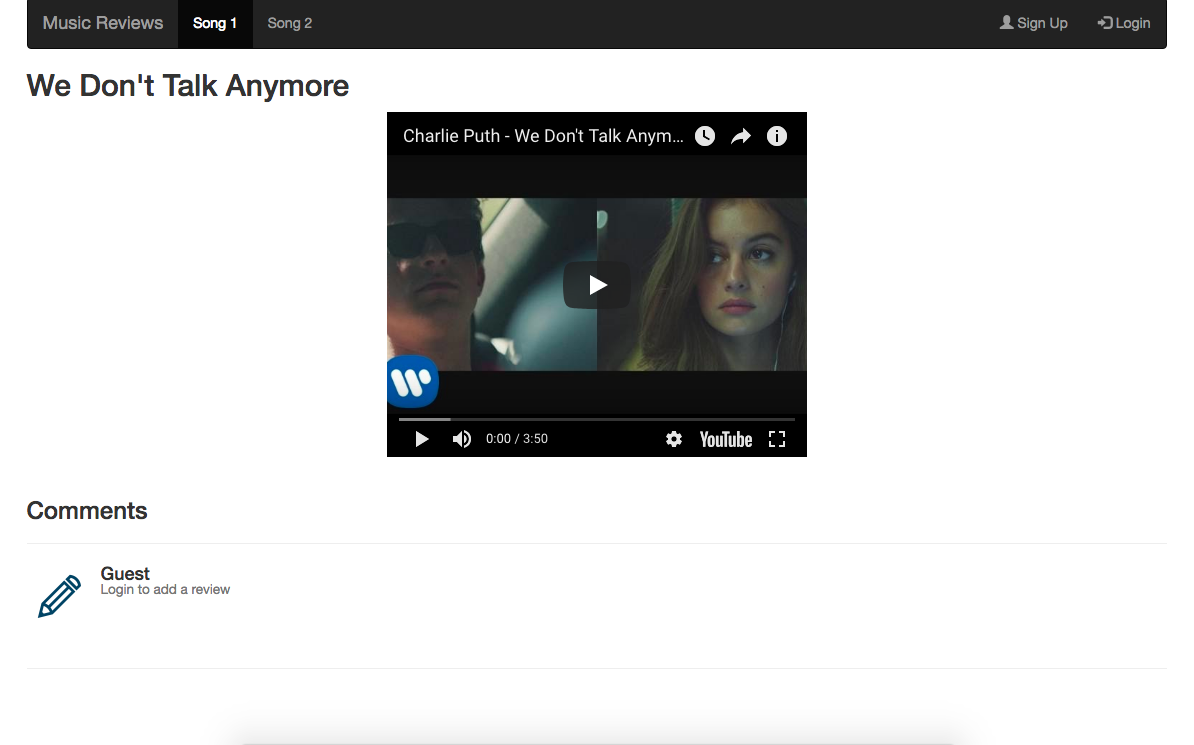 Music Reviews Song 1 Song 2 Sign Up Login
We Don't Talk Anymore
Charlie Puth - We Don't Talk Anym...
0:00 / 3:50 YouTube
Comments
Guest
Login to add a review